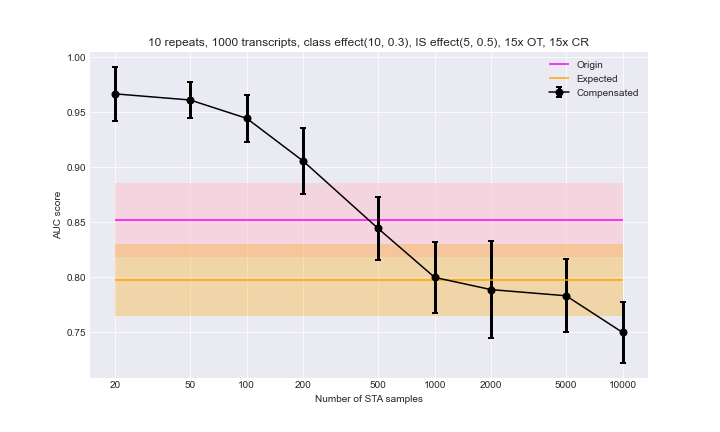 10 repeats, 1000 transcripts, class effect(10, 0.3), IS effect(5, 0.5), 15x OT, 15x CR
Origin
Expected
Compensated
AUC score
1.00
0.95
0.90
0.85
0.80
0.75
20 50 100 200 500 1000 2000 5000 10000
Number of STA samples